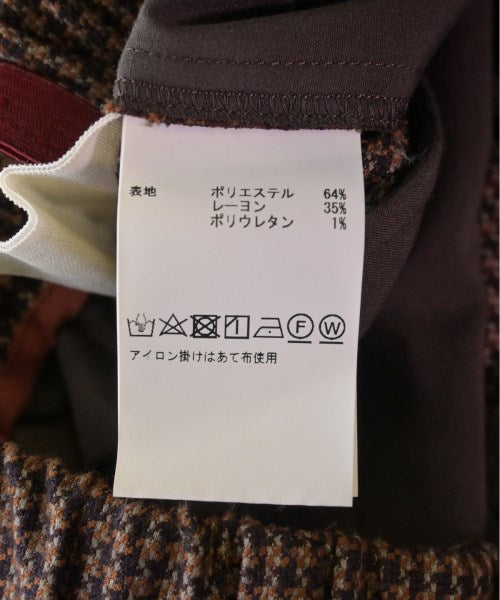 表地 ポリエステル 64%
レーヨン 35%
ポリウレタン 1%
F W
アイロン掛けはあて布使用